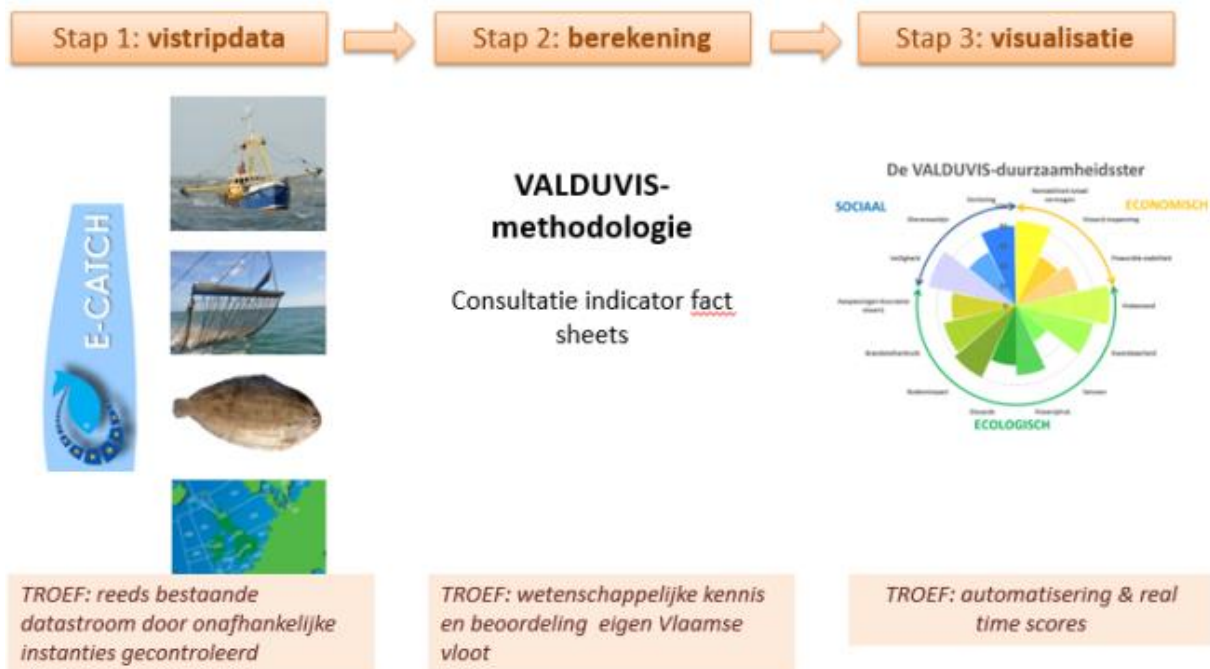 Stap 1: vistripdata
Stap 2: berekening
Stap 3: visualisatie
E-CATCH
VALDUVIS-
methodologie
Consultatie indicator fact
sheets
De VALDUVIS-duurzaamheidsster
SOCIAAL
ECONOMISCH
ECOLOGISCH
TROEF: reeds bestaande
datastroom door onafhankelijke
instanties gecontroleerd
TROEF: wetenschappelijke kennis
en beoordeling eigen Vlaamse
vloot
TROEF: automatisering & real
time scores